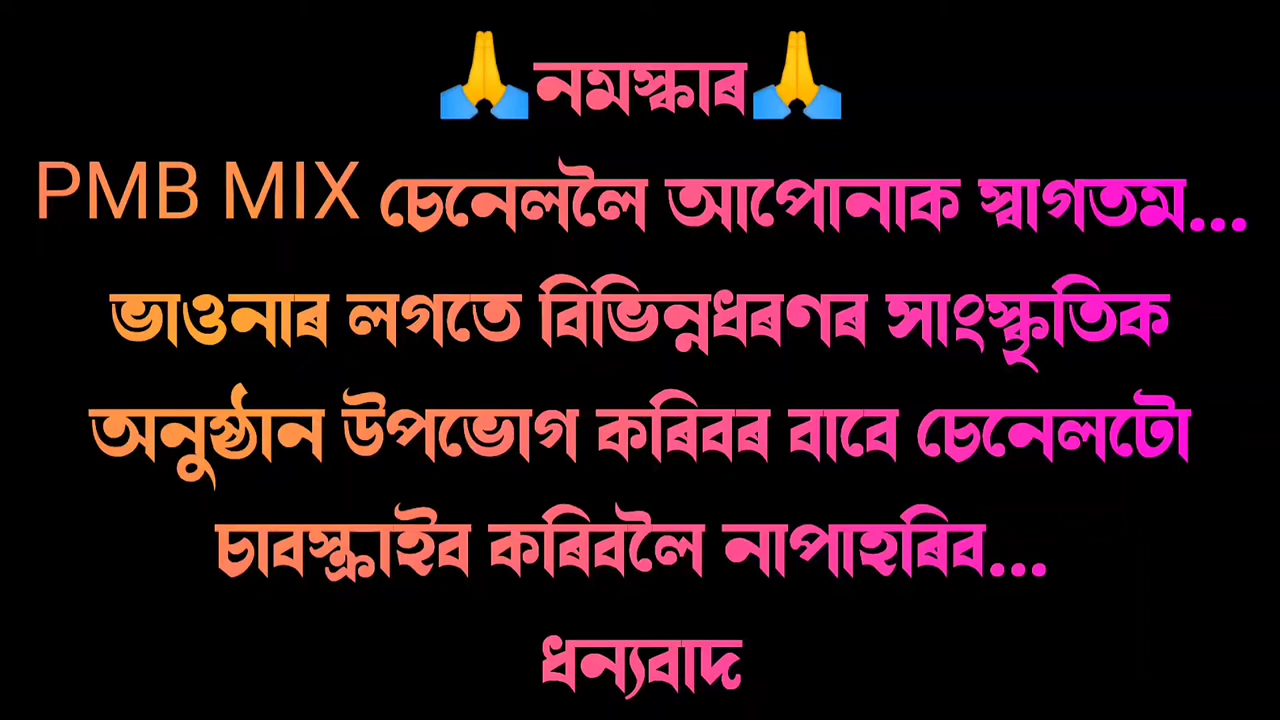 🙏নমস্কাৰ🙏
PMB MIX চেনেললৈ আপোনাক স্বাগতম...
ভাওনাৰ লগতে বিভিন্নধৰণৰ সাংস্কৃতিক
অনুষ্ঠান উপভোগ কৰিবৰ বাবে চেনেলটো
চাবস্ক্ৰাইব কৰিবলৈ নাপাহৰিব...
ধন্যবাদ